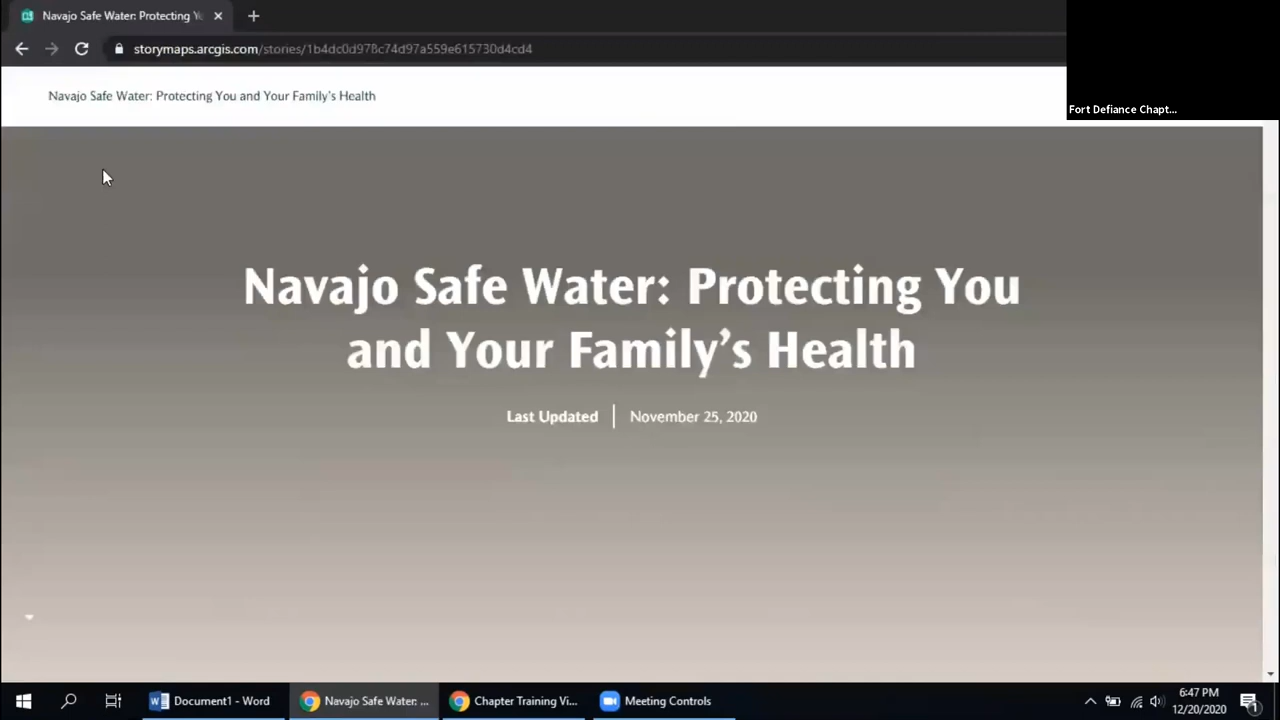 Navajo Safe Water: Protecting Y
storymaps.arcgis.com/stories/1b4dc0d978c74d97a559e615730d4cd4
Fort Defiance Chapt...
Navajo Safe Water: Protecting You and Your Family's Health
Navajo Safe Water: Protecting You
and Your Family's Health
Last Updated | November 25, 2020
Document1 - Word
Navajo Safe Water: ...
Chapter Training Vi...
Meeting Controls
6:47 PM
12/20/2020
1